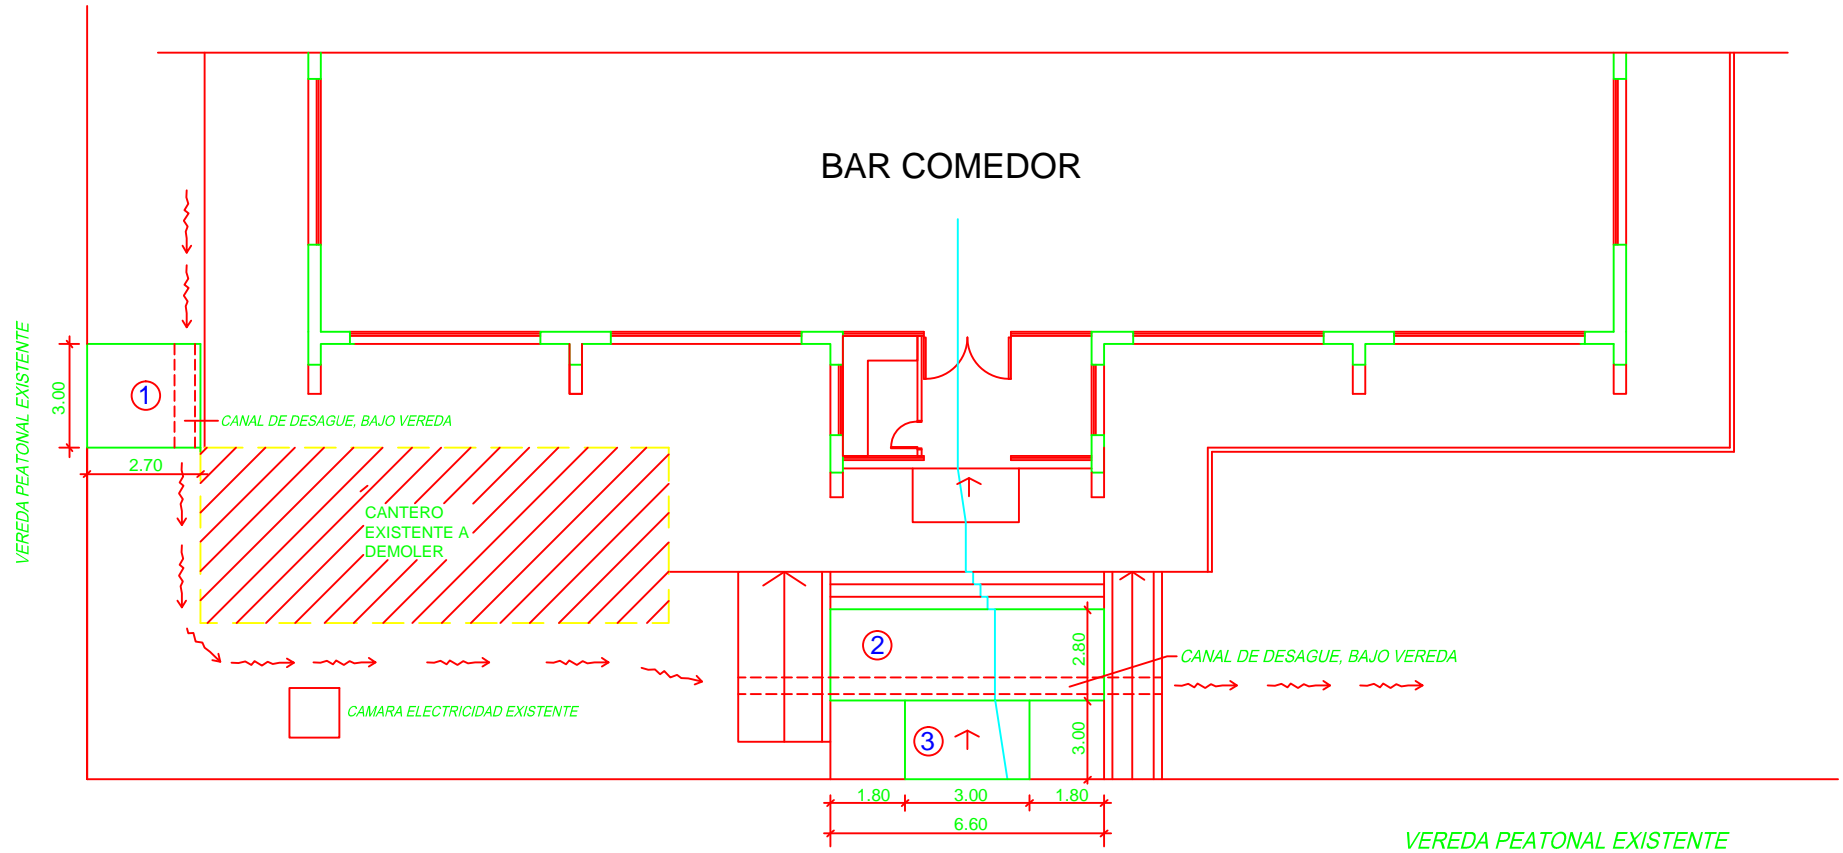 BAR COMEDOR
VEREDA PEATONAL EXISTENTE
3.00
1
CANAL DE DESAGUE, BAJO VEREDA
2.70
CANTERO
EXISTENTE A
DEMOLER
2
2.80
CANAL DE DESAGUE, BAJO VEREDA
CAMARA ELECTRICIDAD EXISTENTE
3
3.00
1.80
3.00
1.80
6.60
VEREDA PEATONAL EXISTENTE